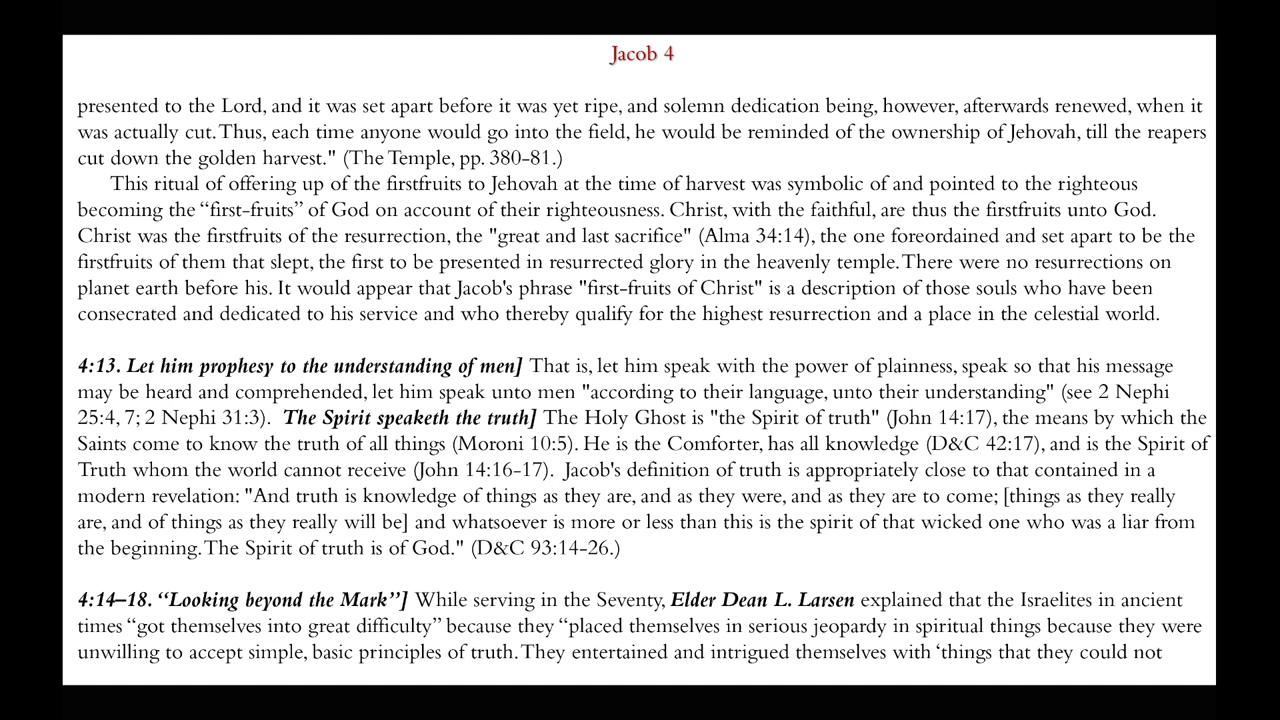 Jacob 4
presented to the Lord, and it was set apart before it was yet ripe, and solemn dedication being, however, afterwards renewed, when it
was actually cut. Thus, each time anyone would go into the field, he would be reminded of the ownership of Jehovah, till the reapers
cut down the golden harvest." (The Temple, pp. 380-81.)
This ritual of offering up of the firstfruits to Jehovah at the time of harvest was symbolic of and pointed to the righteous
becoming the “first-fruits” of God on account of their righteousness. Christ, with the faithful, are thus the firstfruits unto God.
Christ was the firstfruits of the resurrection, the "great and last sacrifice" (Alma 34:14), the one foreordained and set apart to be the
firstfruits of them that slept, the first to be presented in resurrected glory in the heavenly temple. There were no resurrections on
planet earth before his. It would appear that Jacob's phrase "first-fruits of Christ" is a description of those souls who have been
consecrated and dedicated to his service and who thereby qualify for the highest resurrection and a place in the celestial world.
4:13. Let him prophesy to the understanding of men] That is, let him speak with the power of plainness, speak so that his message
may be heard and comprehended, let him speak unto men "according to their language, unto their understanding" (see 2 Nephi
25:4, 7; 2 Nephi 31:3). The Spirit speaketh the truth] The Holy Ghost is "the Spirit of truth" (John 14:17), the means by which the
Saints come to know the truth of all things (Moroni 10:5). He is the Comforter, has all knowledge (D&C 42:17), and is the Spirit of
Truth whom the world cannot receive (John 14:16-17). Jacob's definition of truth is appropriately close to that contained in a
modern revelation: "And truth is knowledge of things as they are, and as they were, and as they are to come; [things as they really
are, and of things as they really will be] and whatsoever is more or less than this is the spirit of that wicked one who was a liar from
the beginning. The Spirit of truth is of God." (D&C 93:14-26.)
4:14–18. “Looking beyond the Mark”] While serving in the Seventy, Elder Dean L. Larsen explained that the Israelites in ancient
times “got themselves into great difficulty” because they “placed themselves in serious jeopardy in spiritual things because they were
unwilling to accept simple, basic principles of truth. They entertained and intrigued themselves with ‘things that they could not